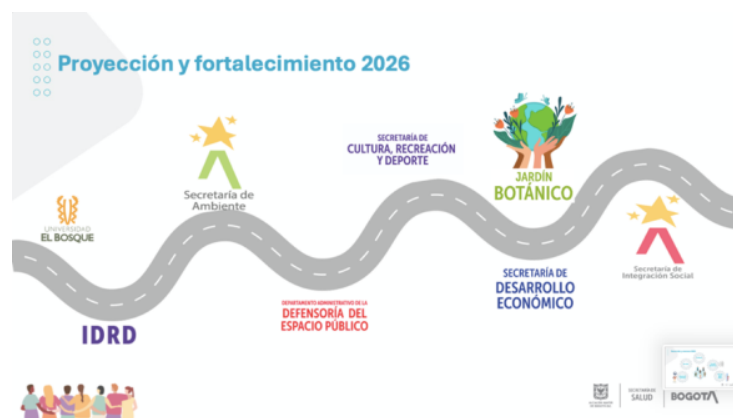 Proyección y fortalecimiento 2026
UNIVERSIDAD
EL BOSQUE
IDRD
Secretaría de
Ambiente
DEPARTAMENTO ADMINISTRATIVO DE LA
DEFENSORÍA DEL
ESPACIO PÚBLICO
SECRETARÍA DE
CULTURA, RECREACIÓN
Y DEPORTE
JARDÍN
BOTÁNICO
SECRETARÍA DE
DESARROLLO
ECONÓMICO
Secretaría de
Integración Social
SECRETARÍA DE
SALUD
BOGOTÁ